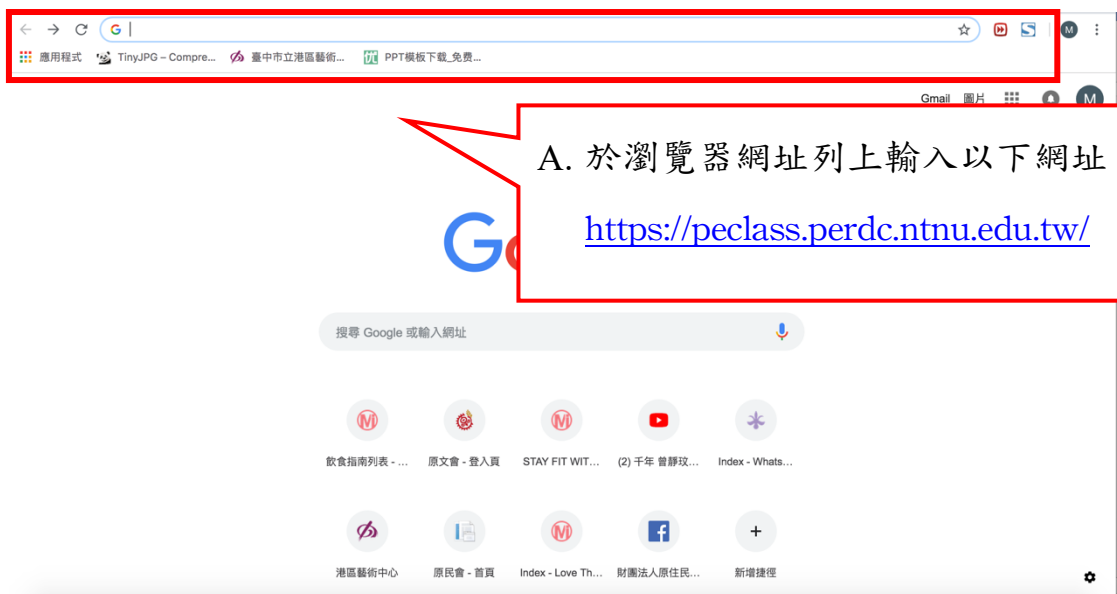 應用程式 TinyJPG – Compre... 臺中市立港區藝術... PPT模板下载_免费...
Gmail 圖片 M
A. 於瀏覽器網址列上輸入以下網址
https://peclass.perdc.ntnu.edu.tw/
搜尋 Google 或輸入網址
飲食指南列表 - ... 原文會 - 登入頁 STAY FIT WIT... (2) 千年 曾靜玟... Index - Whats...
港區藝術中心 原民會 - 首頁 Index - Love Th... 財團法人原住民... 新增捷徑